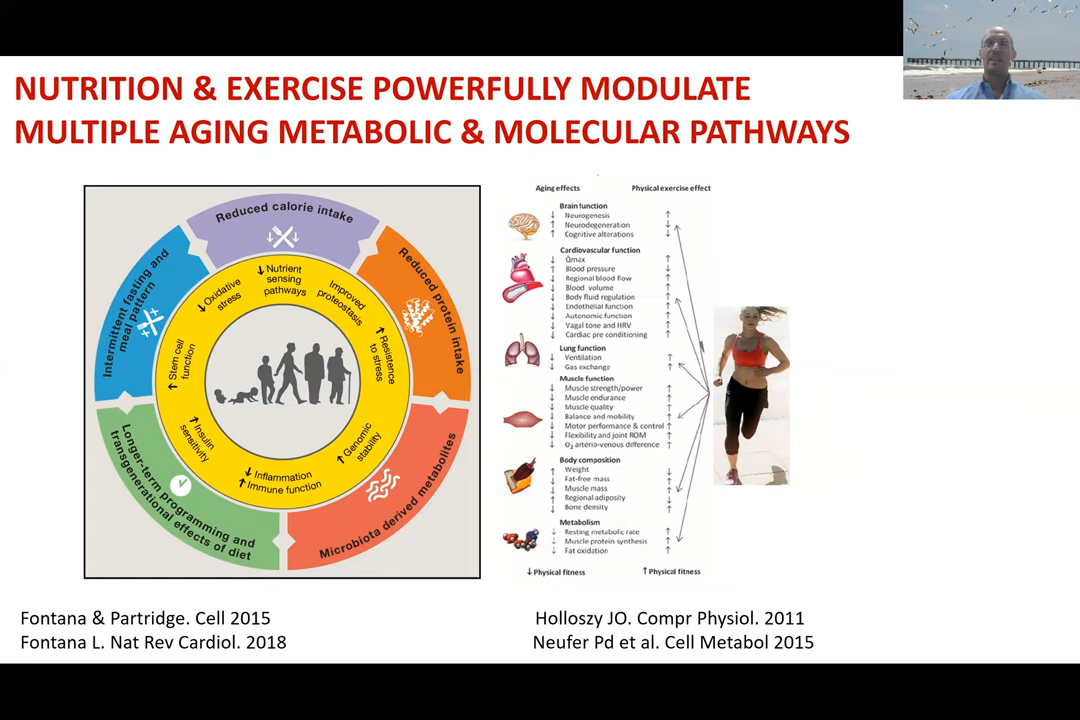 NUTRITION & EXERCISE POWERFULLY MODULATE
MULTIPLE AGING METABOLIC & MOLECULAR PATHWAYS
Reduced calorie intake
Reduced protein intake
Microbiota derived metabolites
Longer-term programming and
transgenerational effects of diet
Intermittent fasting and
meal pattern
↓ Nutrient
sensing
pathways
Improved
proteostasis
↑ Resistence
to stress
↑ Genomic
stability
↓ Inflammation
↑ Immune function
↑ Insulin
sensitivity
↑ Stem cell
function
↓ Oxidative
stress
Aging effects Physical exercise effect
Brain function
↓ Neurogenesis ↑
↑ Neurodegeneration ↓
↑ Cognitive alterations ↓
Cardiovascular function
↓ Q̇max ↑
↑ Blood pressure ↓
↓ Regional blood flow ↑
↓ Blood volume ↑
↓ Body fluid regulation ↑
↓ Endothelial function ↑
↓ Autonomic function ↑
↓ Vagal tone and HRV ↑
↓ Cardiac pre conditioning ↑
Lung function
↓ Ventilation ↑
↓ Gas exchange ↑
Muscle function
↓ Muscle strength/power ↑
↓ Muscle endurance ↑
↓ Muscle quality ↑
↓ Balance and mobility ↑
↓ Motor performance & control ↑
↓ Flexibility and joint ROM ↑
↓ O₂ arterio-venous difference ↑
Body composition
↑ Weight ↓
↓ Fat-free mass ↑
↓ Muscle mass ↑
↑ Regional adiposity ↓
↓ Bone density ↑
Metabolism
↓ Resting metabolic rate ↑
↓ Muscle protein synthesis ↑
↓ Fat oxidation ↑
↓ Physical fitness ↑ Physical fitness
Fontana & Partridge. Cell 2015
Fontana L. Nat Rev Cardiol. 2018
Holloszy JO. Compr Physiol. 2011
Neufer Pd et al. Cell Metabol 2015